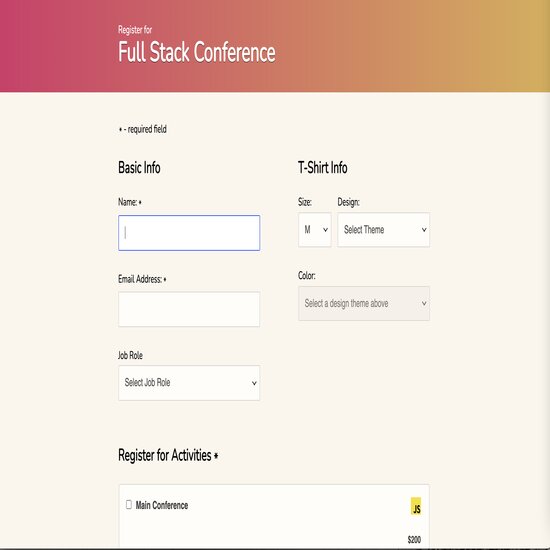 Register for
Full Stack Conference
* - required field
Basic Info
Name: *
Email Address: *
Job Role
Select Job Role
T-Shirt Info
Size:
Design:
M
Select Theme
Color:
Select a design theme above
Register for Activities *
Main Conference
JS
$200